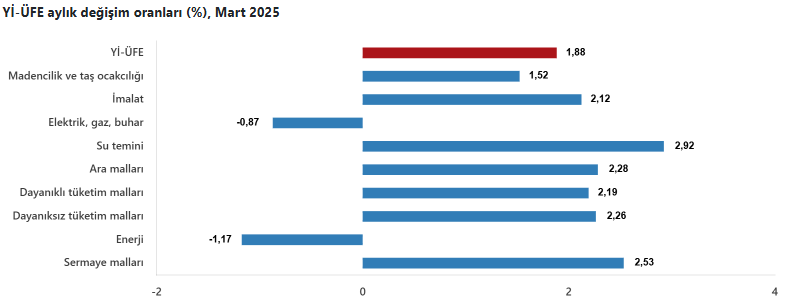 Yİ-ÜFE aylık değişim oranları (%), Mart 2025
Yİ-ÜFE 1,88
Madencilik ve taş ocakcılığı 1,52
İmalat 2,12
Elektrik, gaz, buhar -0,87
Su temini 2,92
Ara malları 2,28
Dayanıklı tüketim malları 2,19
Dayanıksız tüketim malları 2,26
Enerji -1,17
Sermaye malları 2,53
-2 0 2 4